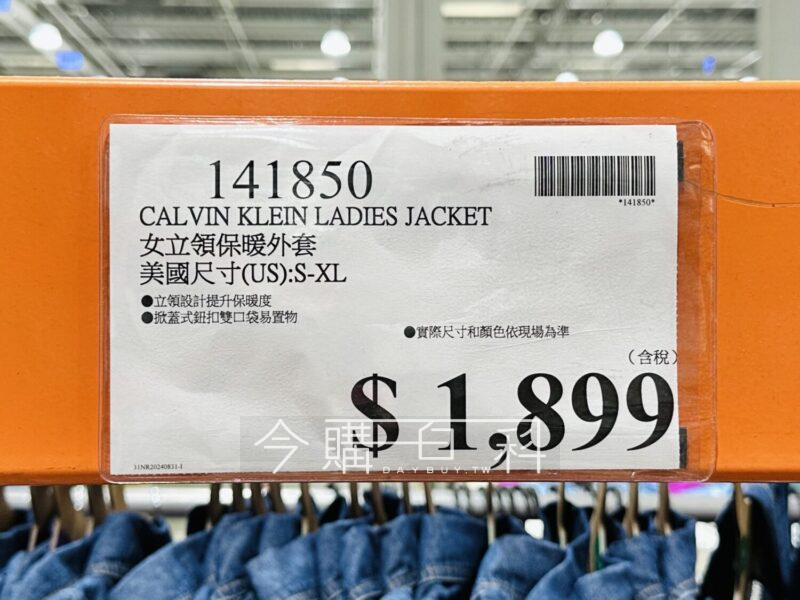 141850
*141850*
CALVIN KLEIN LADIES JACKET
女立領保暖外套
美國尺寸(US):S-XL
●立領設計提升保暖度
●掀蓋式鈕扣雙口袋易置物
●實際尺寸和顏色依現場為準
(含稅)
$ 1,899
今購百科
DAYBUY.TW
31NR20240831-1